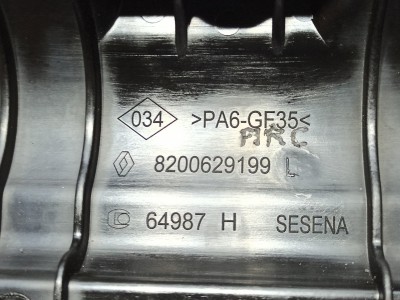 034 >PA6-GF35<
ARC
8200629199 L
64987 H SESENA